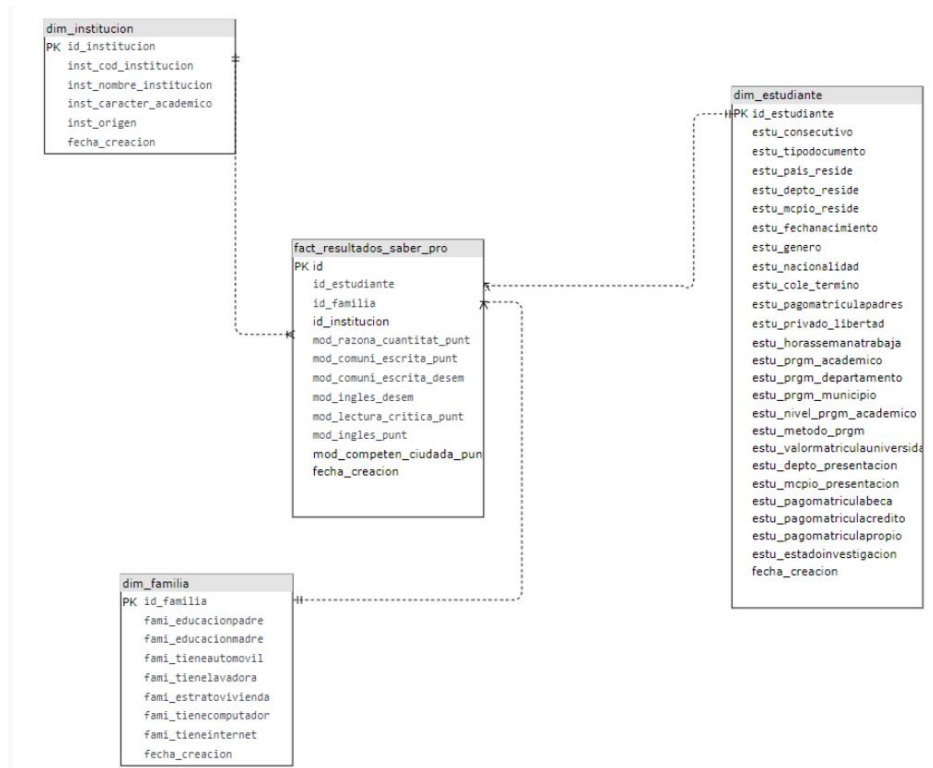 dim_institucion
PK id_institucion
inst_cod_institucion
inst_nombre_institucion
inst_caracter_academico
inst_origen
fecha_creacion
dim_estudiante
PK id_estudiante
estu_consecutivo
estu_tipodocumento
estu_pais_reside
estu_depto_reside
estu_mcpio_reside
estu_fechanacimiento
estu_genero
estu_nacionalidad
estu_cole_termino
estu_pagomatriculapadres
estu_privado_libertad
estu_horassemanatrabaja
estu_prgm_academico
estu_prgm_departamento
estu_prgm_municipio
estu_nivel_prgm_academico
estu_metodo_prgm
estu_valormatriculauniversida
estu_depto_presentacion
estu_mcpio_presentacion
estu_pagomatriculabeca
estu_pagomatriculacredito
estu_pagomatriculapropio
estu_estadoinvestigacion
fecha_creacion
fact_resultados_saber_pro
PK id
id_estudiante
id_familia
id_institucion
mod_razona_cuantitat_punt
mod_comuni_escrita_punt
mod_comuni_escrita_desem
mod_ingles_desem
mod_lectura_critica_punt
mod_ingles_punt
mod_competen_ciudada_pun
fecha_creacion
dim_familia
PK id_familia
fami_educacionpadre
fami_educacionmadre
fami_tieneautomovil
fami_tienelavadora
fami_estratovivienda
fami_tienecomputador
fami_tieneinternet
fecha_creacion